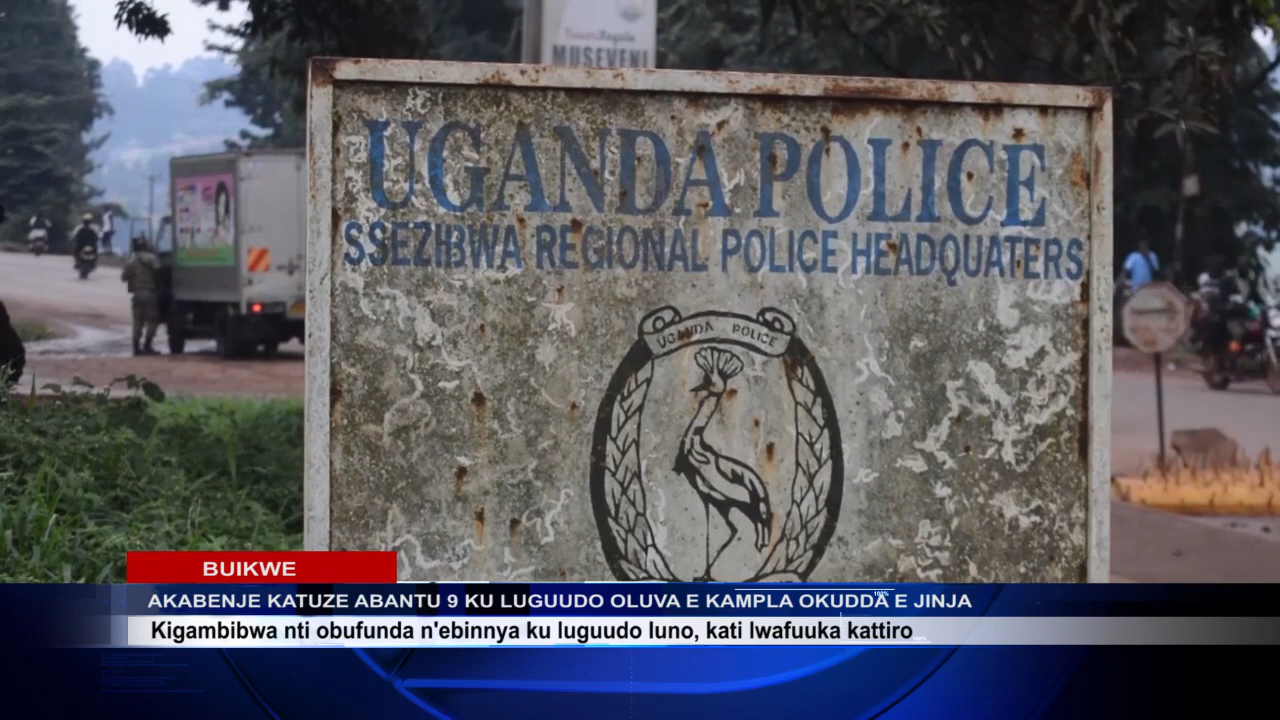 MUSEVENI
UGANDA POLICE
SSEZIBWA REGIONAL POLICE HEADQUATERS
UGANDA POLICE
BUIKWE
AKABENJE KATUZE ABANTU 9 KU LUGUUDO OLUVA E KAMPLA OKUDDA E JINJA
Kigambibwa nti obufunda n'ebinnya ku luguudo luno, kati lwafuuka kattiro